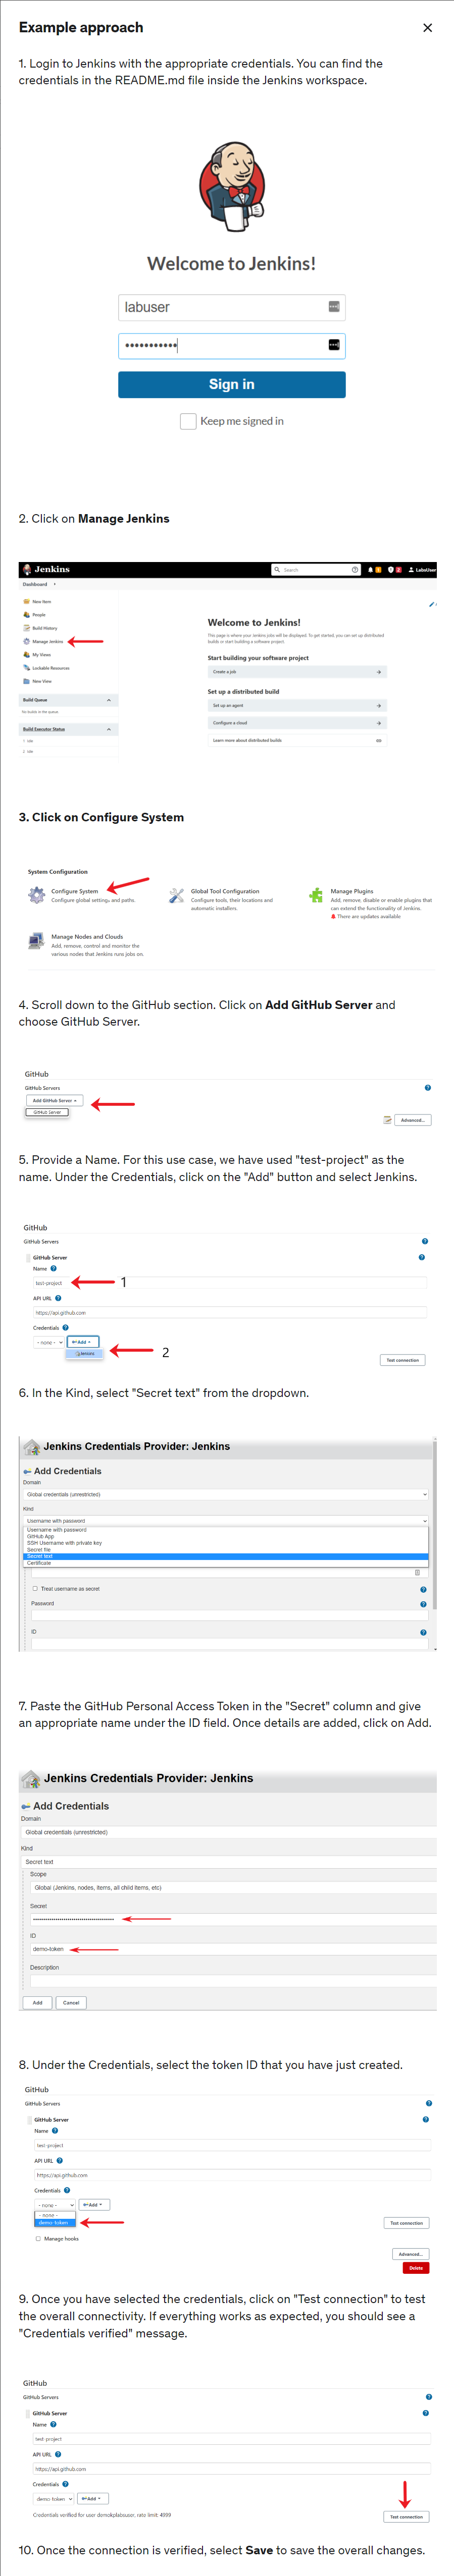 Example approach
1. Login to Jenkins with the appropriate credentials. You can find the
credentials in the README.md file inside the Jenkins workspace.
Welcome to Jenkins!
labuser
Sign in
Keep me signed in
2. Click on Manage Jenkins
Jenkins
Search
LabsUser
Dashboard
New Item
People
Build History
Manage Jenkins
My Views
Lockable Resources
New View
Build Queue
No builds in the queue.
Build Executor Status
1 Idle
2 Idle
Welcome to Jenkins!
This page is where your Jenkins jobs will be displayed. To get started, you can set up distributed
builds or start building a software project.
Start building your software project
Create a job
Set up a distributed build
Set up an agent
Configure a cloud
Learn more about distributed builds
3. Click on Configure System
System Configuration
Configure System
Configure global settings and paths.
Global Tool Configuration
Configure tools, their locations and
automatic installers.
Manage Plugins
Add, remove, disable or enable plugins that
can extend the functionality of Jenkins.
There are updates available
Manage Nodes and Clouds
Add, remove, control and monitor the
various nodes that Jenkins runs jobs on.
4. Scroll down to the GitHub section. Click on Add GitHub Server and
choose GitHub Server.
GitHub
GitHub Servers
Add GitHub Server
GitHub Server
Advanced...
5. Provide a Name. For this use case, we have used "test-project" as the
name. Under the Credentials, click on the "Add" button and select Jenkins.
GitHub
GitHub Servers
GitHub Server
Name
test-project
1
API URL
https://api.github.com
Credentials
- none -
Add
Jenkins
2
Test connection
6. In the Kind, select "Secret text" from the dropdown.
Jenkins Credentials Provider: Jenkins
Add Credentials
Domain
Global credentials (unrestricted)
Kind
Username with password
Username with password
GitHub App
SSH Username with private key
Secret file
Secret text
Certificate
Treat username as secret
Password
ID
7. Paste the GitHub Personal Access Token in the "Secret" column and give
an appropriate name under the ID field. Once details are added, click on Add.
Jenkins Credentials Provider: Jenkins
Add Credentials
Domain
Global credentials (unrestricted)
Kind
Secret text
Scope
Global (Jenkins, nodes, items, all child items, etc)
Secret
ID
demo-token
Description
Add
Cancel
8. Under the Credentials, select the token ID that you have just created.
GitHub
GitHub Servers
GitHub Server
Name
test-project
API URL
https://api.github.com
Credentials
- none -
Add
- none -
demo-token
Test connection
Manage hooks
Advanced...
Delete
9. Once you have selected the credentials, click on "Test connection" to test
the overall connectivity. If everything works as expected, you should see a
"Credentials verified" message.
GitHub
GitHub Servers
GitHub Server
Name
test-project
API URL
https://api.github.com
Credentials
demo-token
Add
Credentials verified for user demokplabsuser, rate limit: 4999
Test connection
10. Once the connection is verified, select Save to save the overall changes.